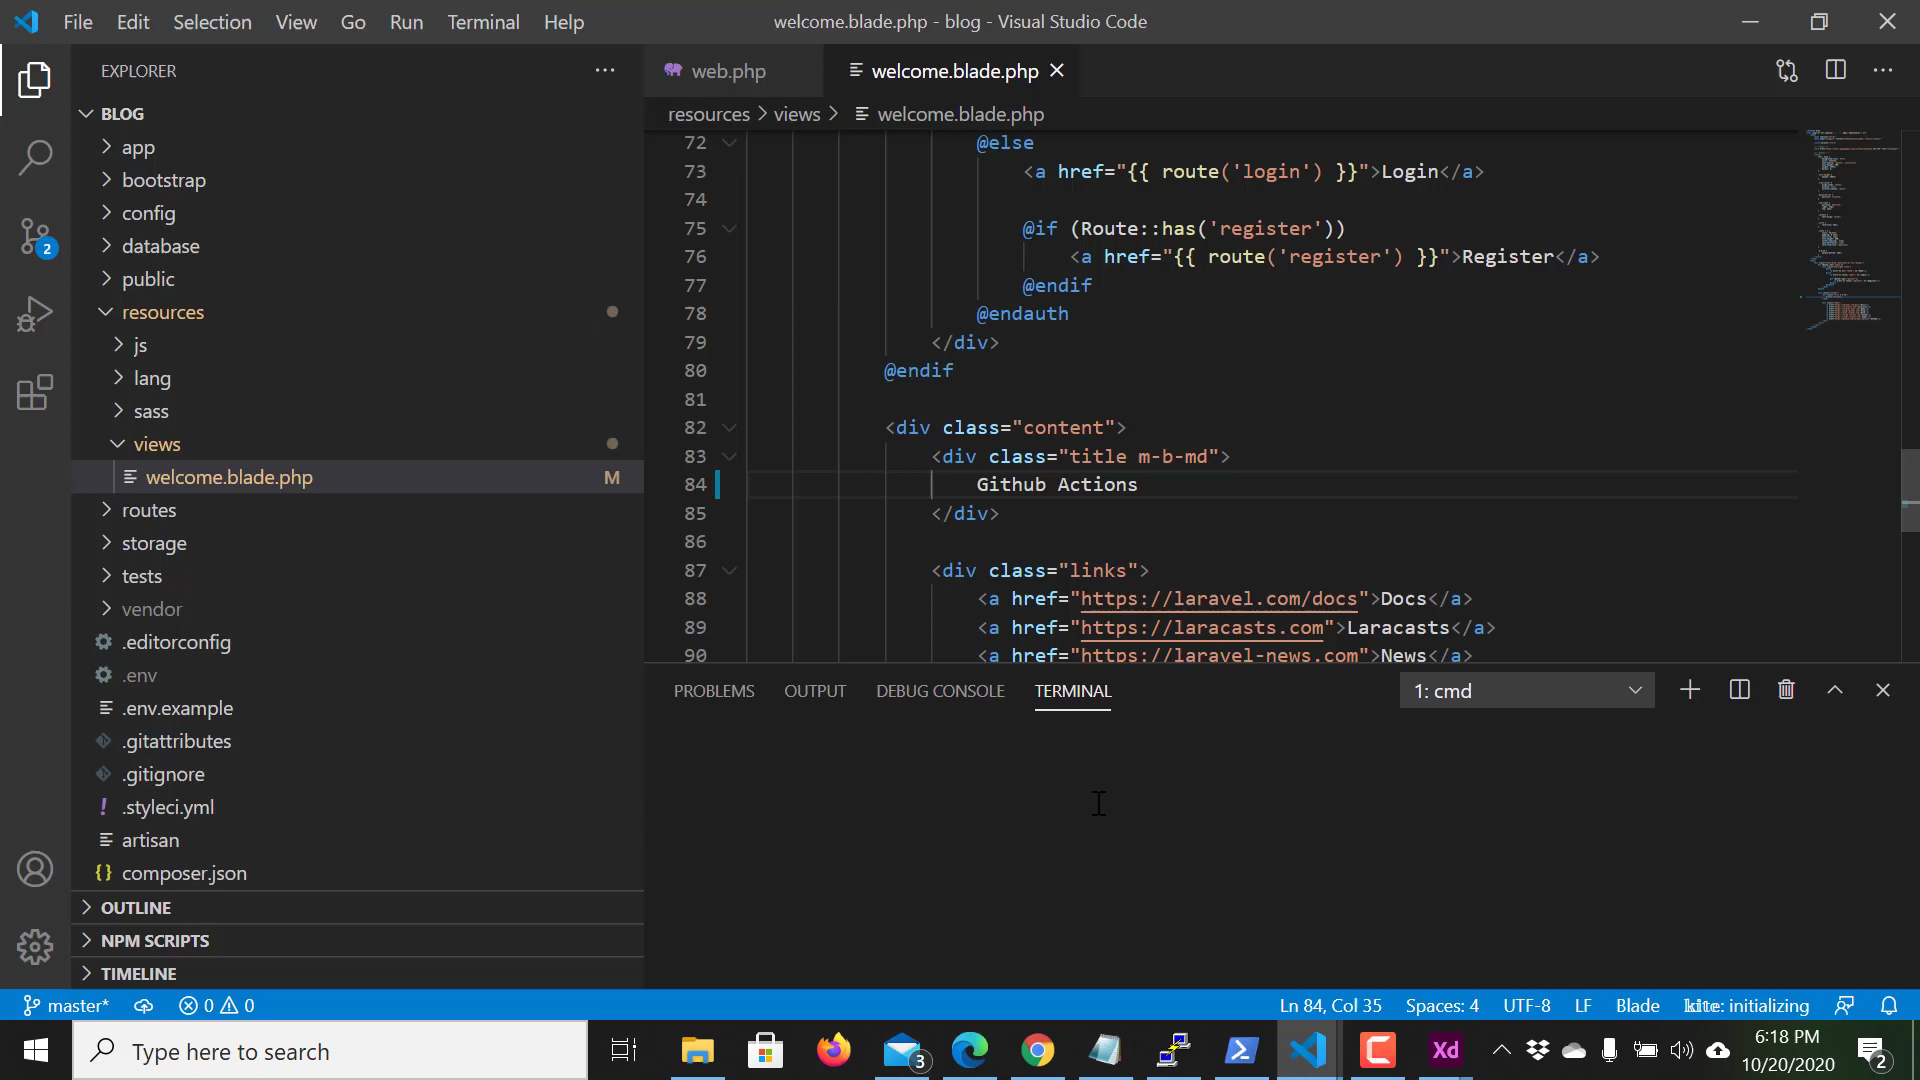 File Edit Selection View Go Run Terminal Help
welcome.blade.php - blog - Visual Studio Code
EXPLORER
BLOG
app
bootstrap
config
database
public
resources
js
lang
sass
views
welcome.blade.php M
routes
storage
tests
vendor
.editorconfig
.env
.env.example
.gitattributes
.gitignore
.styleci.yml
artisan
composer.json
OUTLINE
NPM SCRIPTS
TIMELINE
2
web.php
welcome.blade.php
resources > views > welcome.blade.php
72 @else
73 <a href="{{ route('login') }}">Login</a>
74
75 @if (Route::has('register'))
76 <a href="{{ route('register') }}">Register</a>
77 @endif
78 @endauth
79 </div>
80 @endif
81
82 <div class="content">
83 <div class="title m-b-md">
84 Github Actions
85 </div>
86
87 <div class="links">
88 <a href="https://laravel.com/docs">Docs</a>
89 <a href="https://laracasts.com">Laracasts</a>
90 <a href="https://laravel-news.com">News</a>
PROBLEMS OUTPUT DEBUG CONSOLE TERMINAL
1: cmd
master* 0 0
Ln 84, Col 35 Spaces: 4 UTF-8 LF Blade kite: initializing
Type here to search
3
Xd
6:18 PM
10/20/2020
2